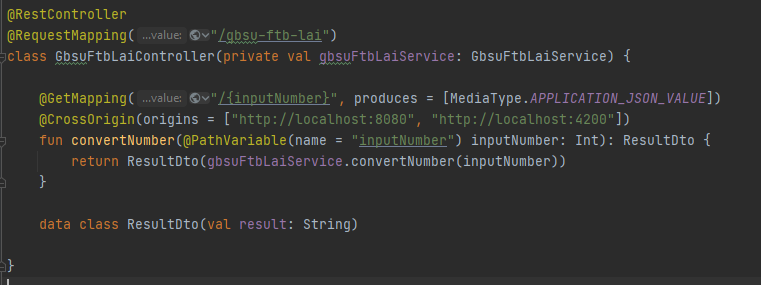 @RestController
@RequestMapping( ...value: "/gbsu-ftb-lai")
class GbsuFtbLaiController(private val gbsuFtbLaiService: GbsuFtbLaiService) {
@GetMapping( ...value: "/{inputNumber}", produces = [MediaType.APPLICATION_JSON_VALUE])
@CrossOrigin(origins = ["http://localhost:8080", "http://localhost:4200"])
fun convertNumber(@PathVariable(name = "inputNumber") inputNumber: Int): ResultDto {
return ResultDto(gbsuFtbLaiService.convertNumber(inputNumber))
}
data class ResultDto(val result: String)
}